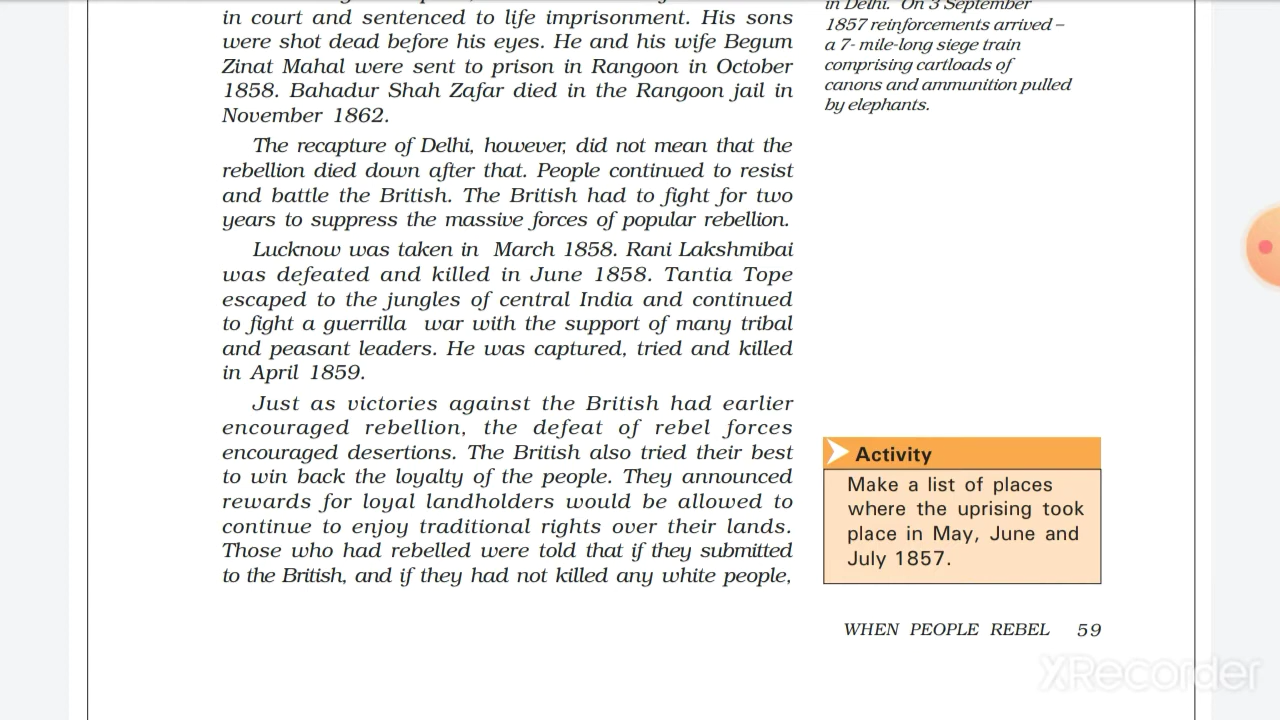 in court and sentenced to life imprisonment. His sons
were shot dead before his eyes. He and his wife Begum
Zinat Mahal were sent to prison in Rangoon in October
1858. Bahadur Shah Zafar died in the Rangoon jail in
November 1862.
The recapture of Delhi, however, did not mean that the
rebellion died down after that. People continued to resist
and battle the British. The British had to fight for two
years to suppress the massive forces of popular rebellion.
Lucknow was taken in March 1858. Rani Lakshmibai
was defeated and killed in June 1858. Tantia Tope
escaped to the jungles of central India and continued
to fight a guerrilla war with the support of many tribal
and peasant leaders. He was captured, tried and killed
in April 1859.
Just as victories against the British had earlier
encouraged rebellion, the defeat of rebel forces
encouraged desertions. The British also tried their best
to win back the loyalty of the people. They announced
rewards for loyal landholders would be allowed to
continue to enjoy traditional rights over their lands.
Those who had rebelled were told that if they submitted
to the British, and if they had not killed any white people,
in Delhi. On 3 September
1857 reinforcements arrived –
a 7- mile-long siege train
comprising cartloads of
canons and ammunition pulled
by elephants.
Activity
Make a list of places
where the uprising took
place in May, June and
July 1857.
WHEN PEOPLE REBEL 59
XRecorder